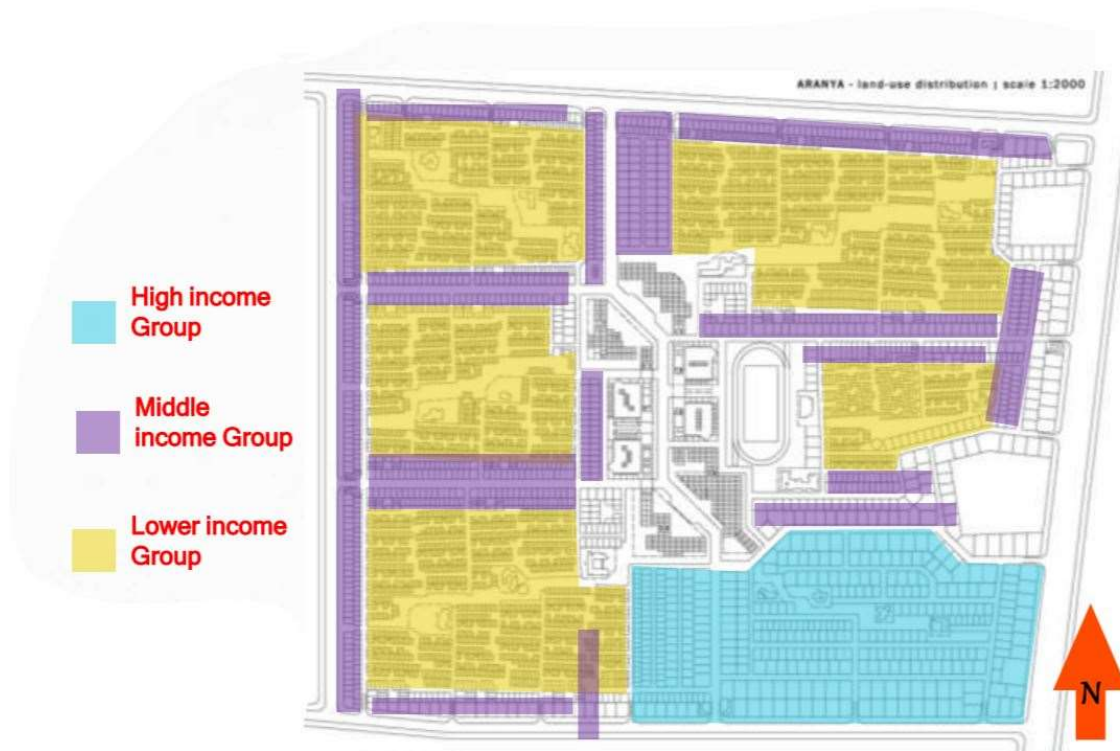 ARANYA - land-use distribution | scale 1:2000
High income
Group
Middle
income Group
Lower income
Group
N